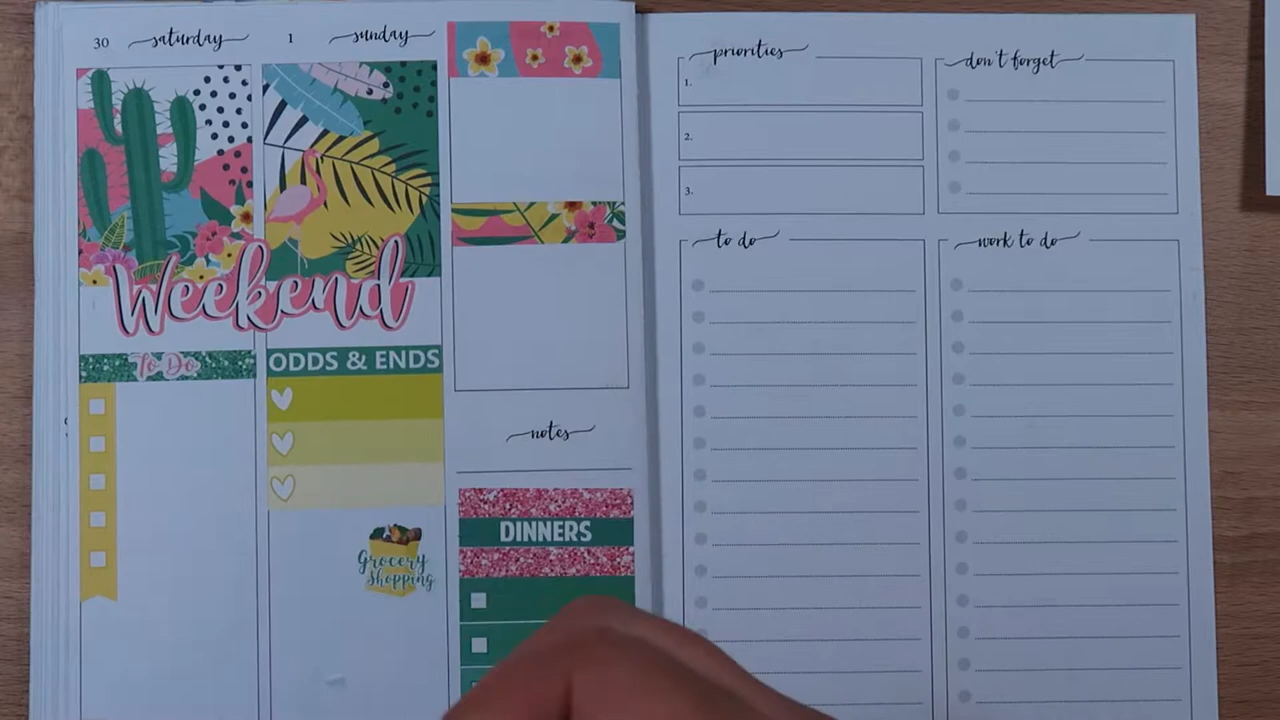 30 saturday
1 sunday
Weekend
To Do
ODDS & ENDS
Grocery
Shopping
notes
DINNERS
priorities
1.
2.
3.
don't forget
to do
work to do